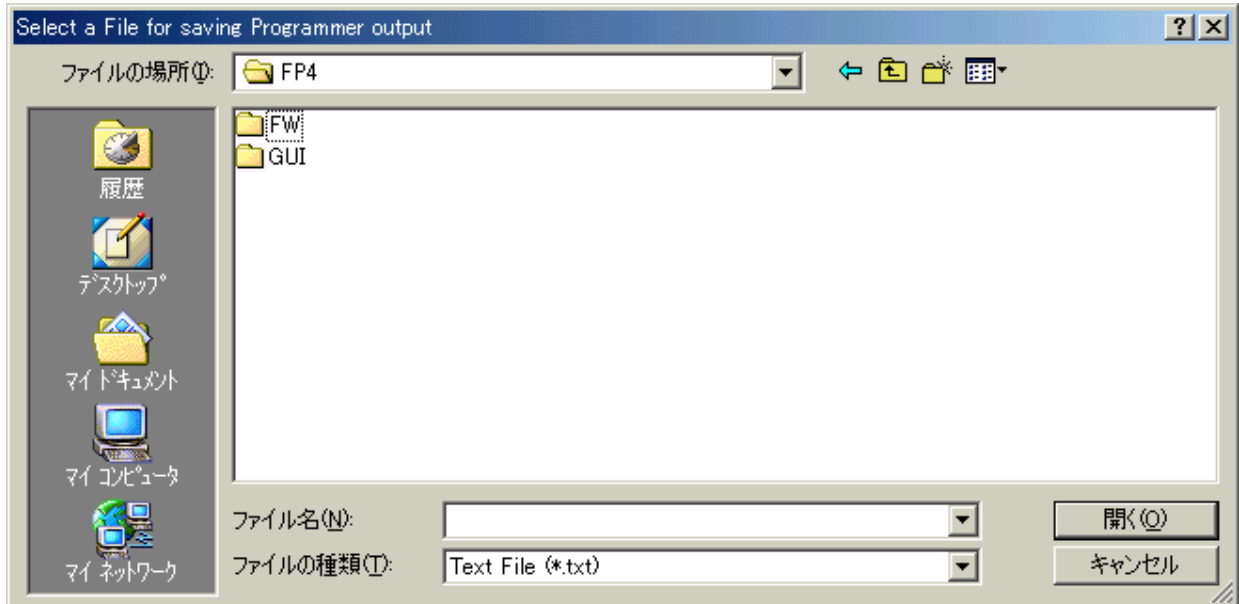 Select a File for saving Programmer output
ファイルの場所(I):
FP4
FW
GUI
履歴
デスクトップ
マイ ドキュメント
マイ コンピュータ
マイ ネットワーク
ファイル名(N):
開く(O)
ファイルの種類(T):
Text File (*.txt)
キャンセル